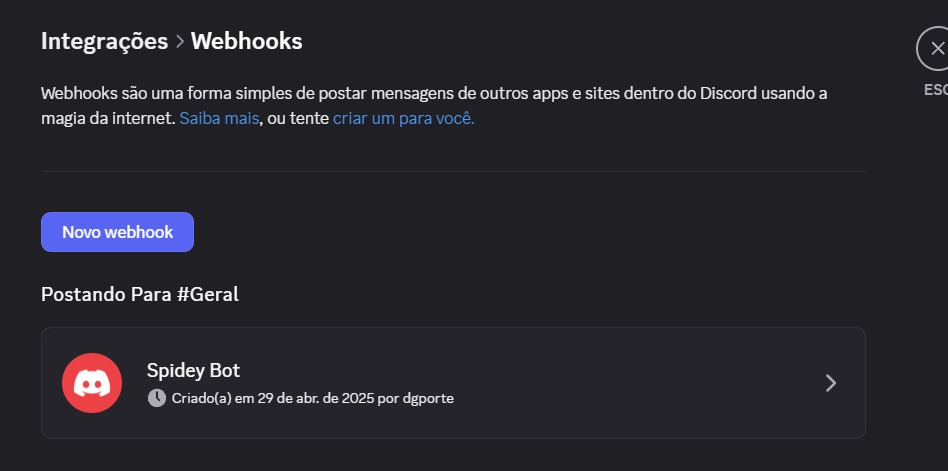 Integrações > Webhooks
Webhooks são uma forma simples de postar mensagens de outros apps e sites dentro do Discord usando a
magia da internet. Saiba mais, ou tente criar um para você.
ESC
Novo webhook
Postando Para #Geral
Spidey Bot
Criado(a) em 29 de abr. de 2025 por dgporte